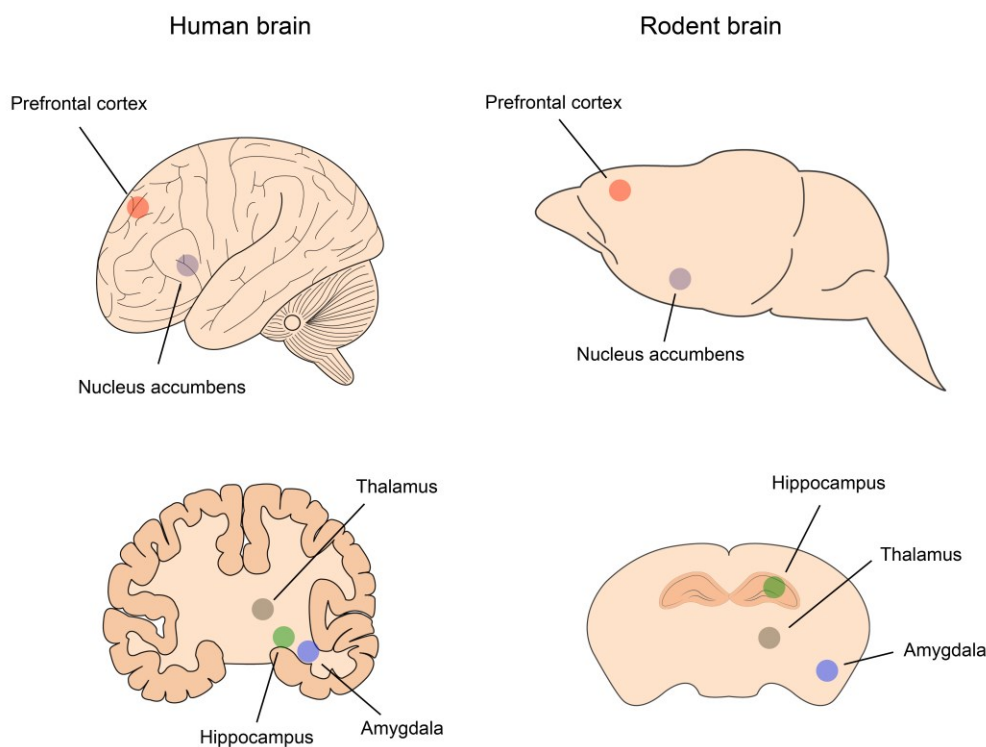 Human brain
Rodent brain
Prefrontal cortex
Prefrontal cortex
Nucleus accumbens
Nucleus accumbens
Thalamus
Hippocampus
Amygdala
Hippocampus
Thalamus
Amygdala